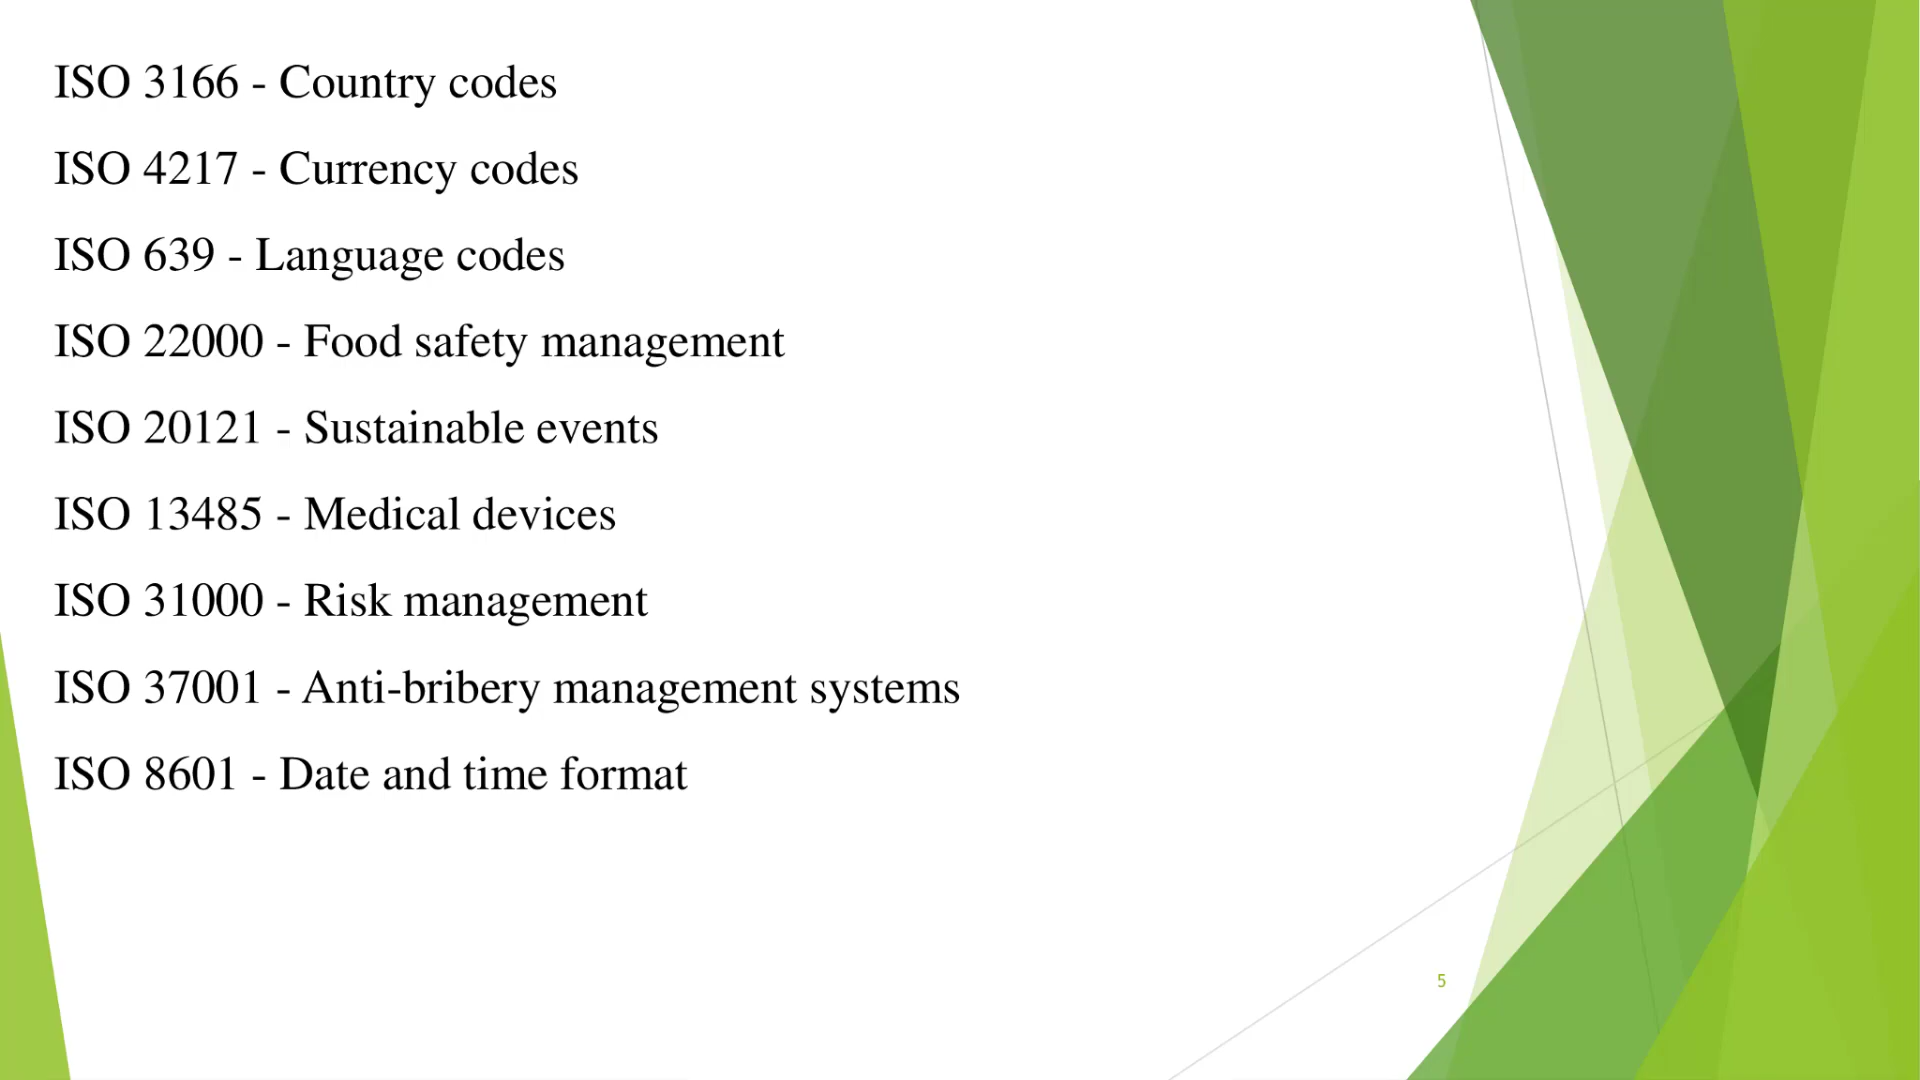 ISO 3166 - Country codes
ISO 4217 - Currency codes
ISO 639 - Language codes
ISO 22000 - Food safety management
ISO 20121 - Sustainable events
ISO 13485 - Medical devices
ISO 31000 - Risk management
ISO 37001 - Anti-bribery management systems
ISO 8601 - Date and time format
5